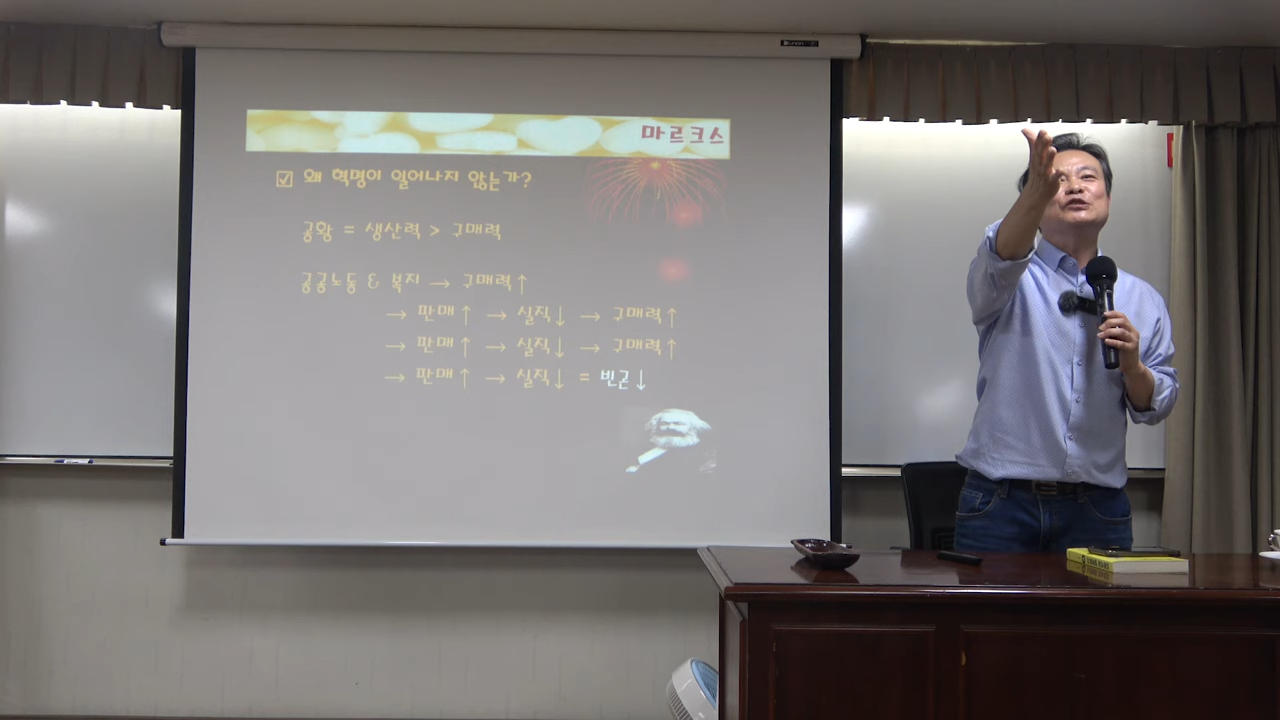 마르크스
☑ 왜 혁명이 일어나지 않는가?
공황 = 생산력 > 구매력
공공노동 & 복지 → 구매력↑
→ 판매↑ → 실직↓ → 구매력↑
→ 판매↑ → 실직↓ → 구매력↑
→ 판매↑ → 실직↓ = 빈곤↓